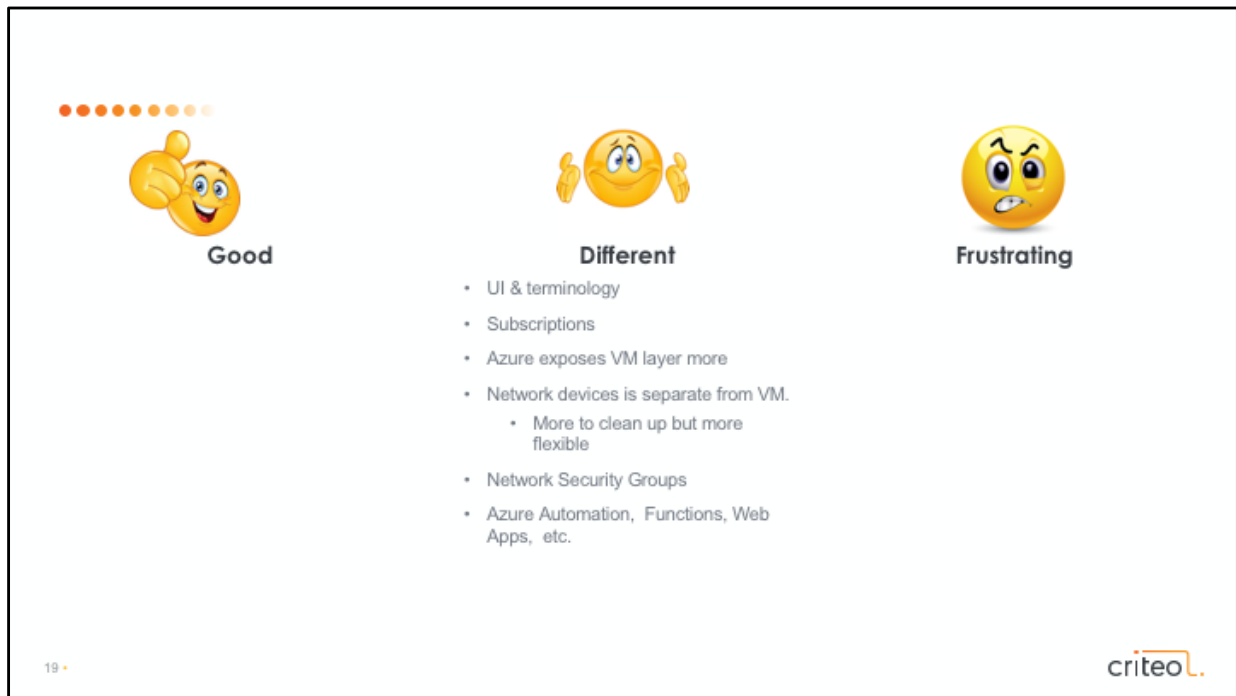 Good
Different
Frustrating
• UI & terminology
• Subscriptions
• Azure exposes VM layer more
• Network devices is separate from VM.
• More to clean up but more
flexible
• Network Security Groups
• Azure Automation, Functions, Web
Apps, etc.
19 •
criteo